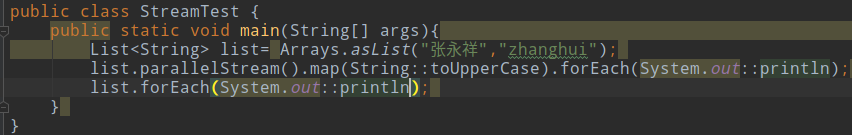 public class StreamTest {
public static void main(String[] args){
List<String> list= Arrays.asList("张永祥","zhanghui");
list.parallelStream().map(String::toUpperCase).forEach(System.out::println);
list.forEach(System.out::println);
}
}